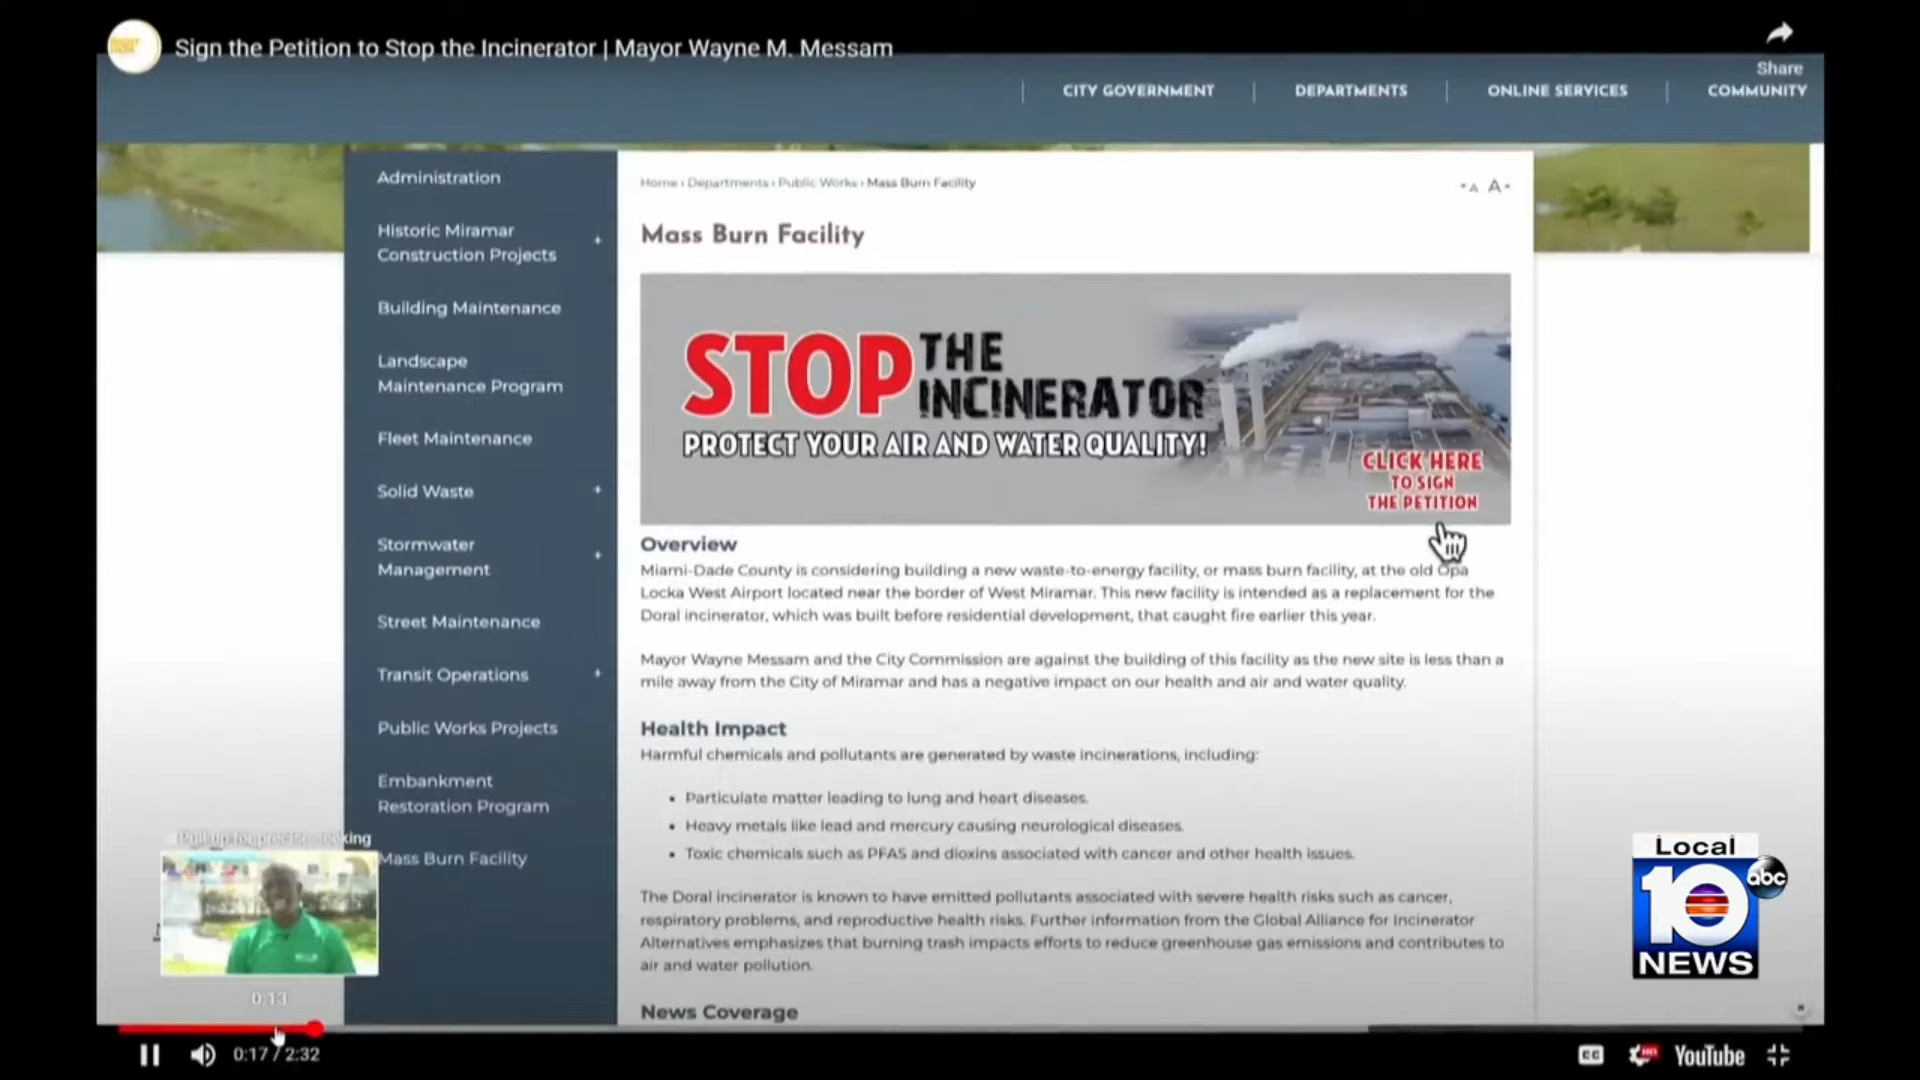 Sign the Petition to Stop the Incinerator | Mayor Wayne M. Messam
Share
CITY GOVERNMENT
DEPARTMENTS
ONLINE SERVICES
COMMUNITY
Administration
Historic Miramar
Construction Projects
Building Maintenance
Landscape
Maintenance Program
Fleet Maintenance
Solid Waste
Stormwater
Management
Street Maintenance
Transit Operations
Public Works Projects
Embankment
Restoration Program
Mass Burn Facility
Home › Departments › Public Works › Mass Burn Facility
A A
Mass Burn Facility
STOP THE
INCINERATOR
PROTECT YOUR AIR AND WATER QUALITY!
CLICK HERE
TO SIGN
THE PETITION
Overview
Miami-Dade County is considering building a new waste-to-energy facility, or mass burn facility, at the old Opa
Locka West Airport located near the border of West Miramar. This new facility is intended as a replacement for the
Doral incinerator, which was built before residential development, that caught fire earlier this year.
Mayor Wayne Messam and the City Commission are against the building of this facility as the new site is less than a
mile away from the City of Miramar and has a negative impact on our health and air and water quality.
Health Impact
Harmful chemicals and pollutants are generated by waste incinerations, including:
• Particulate matter leading to lung and heart diseases.
• Heavy metals like lead and mercury causing neurological diseases.
• Toxic chemicals such as PFAS and dioxins associated with cancer and other health issues.
The Doral incinerator is known to have emitted pollutants associated with severe health risks such as cancer,
respiratory problems, and reproductive health risks. Further information from the Global Alliance for Incinerator
Alternatives emphasizes that burning trash impacts efforts to reduce greenhouse gas emissions and contributes to
air and water pollution.
News Coverage
Pull up for precise seeking
0:13
0:17 / 2:32
CC
HD
YouTube
Local
10
abc
NEWS